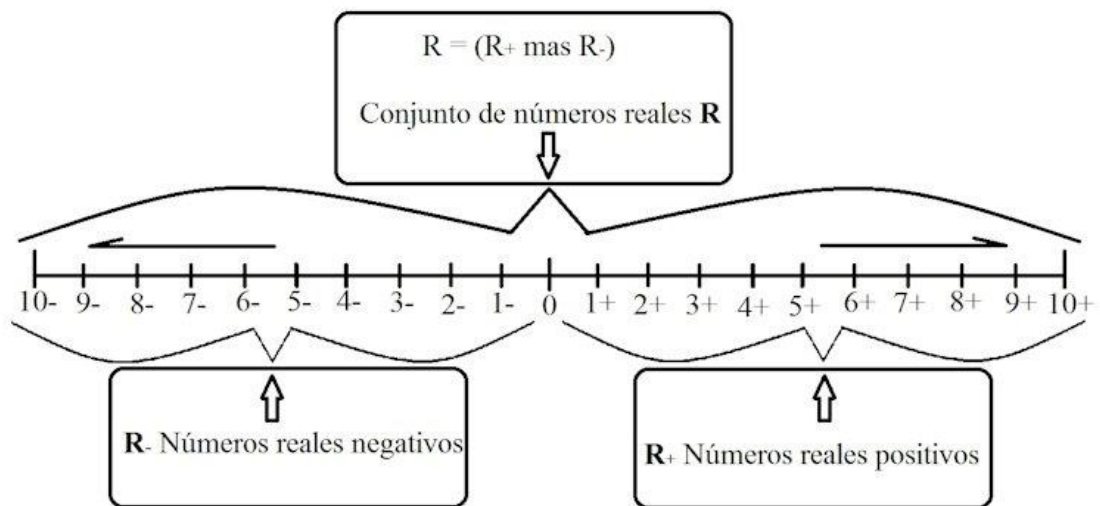 R = (R+ mas R-)
Conjunto de números reales R
10- 9- 8- 7- 6- 5- 4- 3- 2- 1- 0 1+ 2+ 3+ 4+ 5+ 6+ 7+ 8+ 9+ 10+
R- Números reales negativos
R+ Números reales positivos